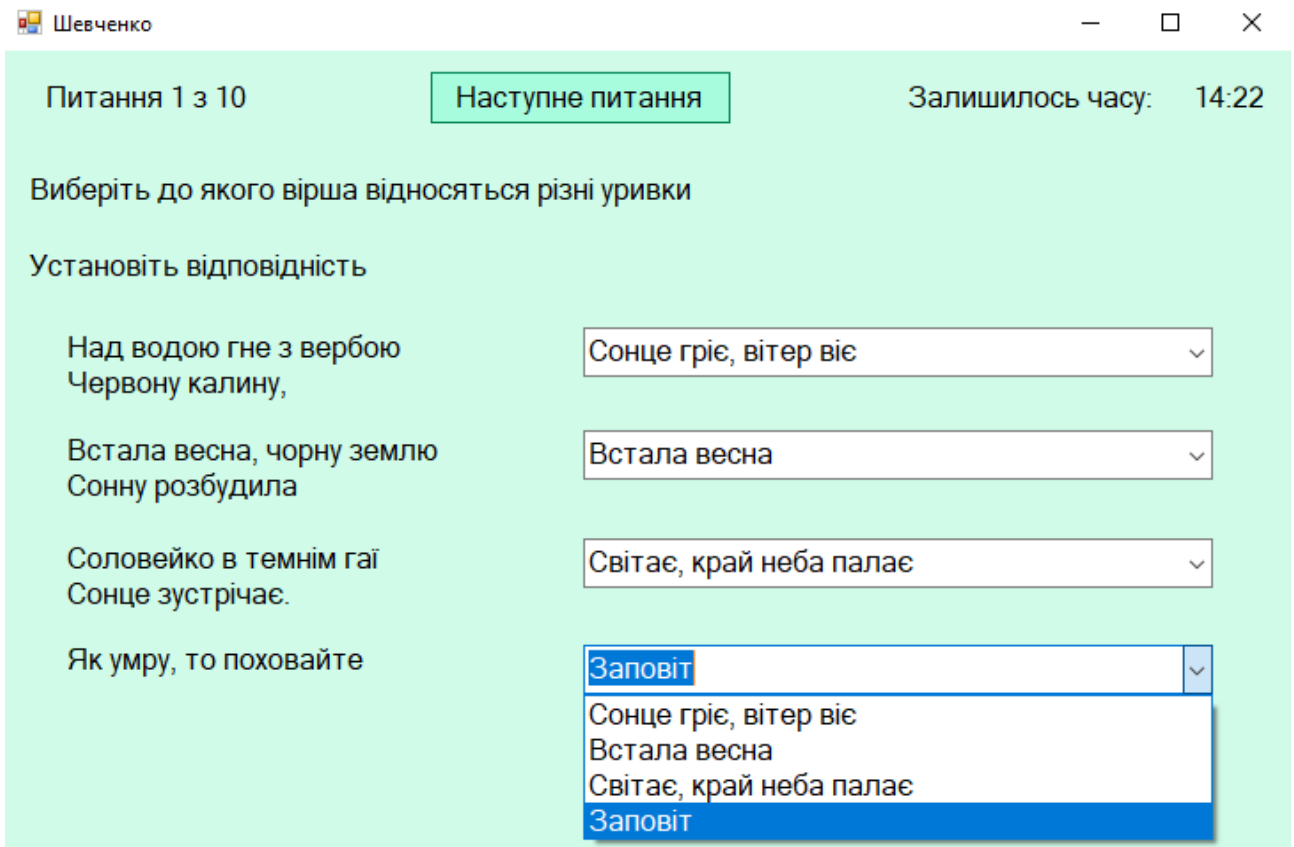 Шевченко
Питання 1 з 10 Наступне питання Залишилось часу: 14:22
Виберіть до якого вірша відносяться різні уривки
Установіть відповідність
Над водою гне з вербою
Червону калину,
Сонце гріє, вітер віє
Встала весна, чорну землю
Сонну розбудила
Встала весна
Соловейко в темнім гаї
Сонце зустрічає.
Світає, край неба палає
Як умру, то поховайте
Заповіт
Сонце гріє, вітер віє
Встала весна
Світає, край неба палає
Заповіт